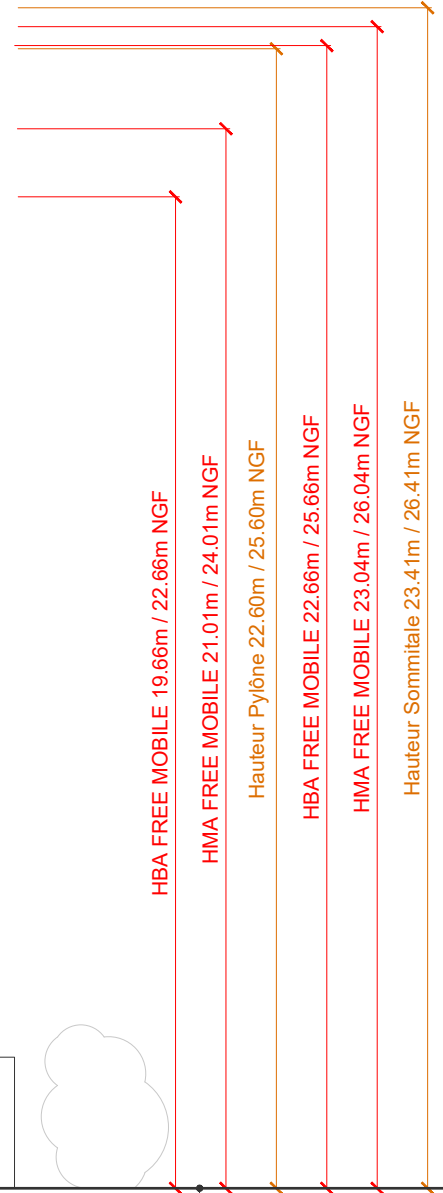 HBA FREE MOBILE 19.66m / 22.66m NGF
HMA FREE MOBILE 21.01m / 24.01m NGF
Hauteur Pylône 22.60m / 25.60m NGF
HBA FREE MOBILE 22.66m / 25.66m NGF
HMA FREE MOBILE 23.04m / 26.04m NGF
Hauteur Sommitale 23.41m / 26.41m NGF